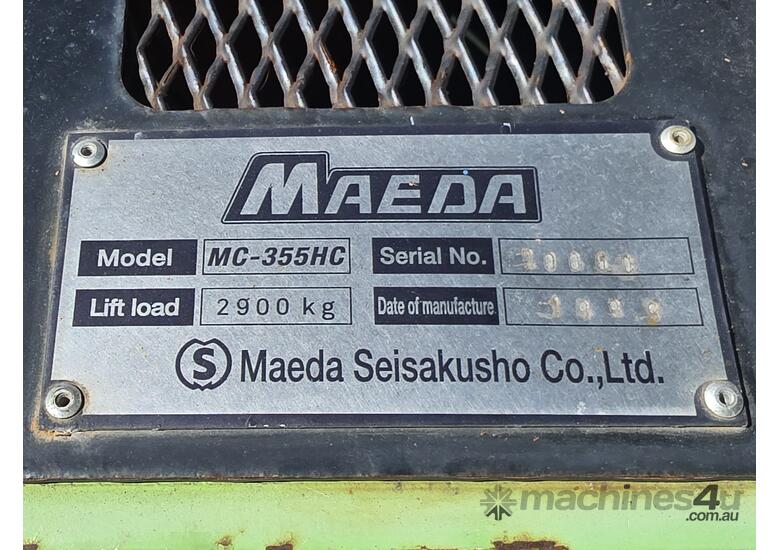 MAEDA
Model MC-355HC Serial No.
Lift load 2900 kg Date of manufacture
S Maeda Seisakusho Co.,Ltd.
machines4u
.com.au